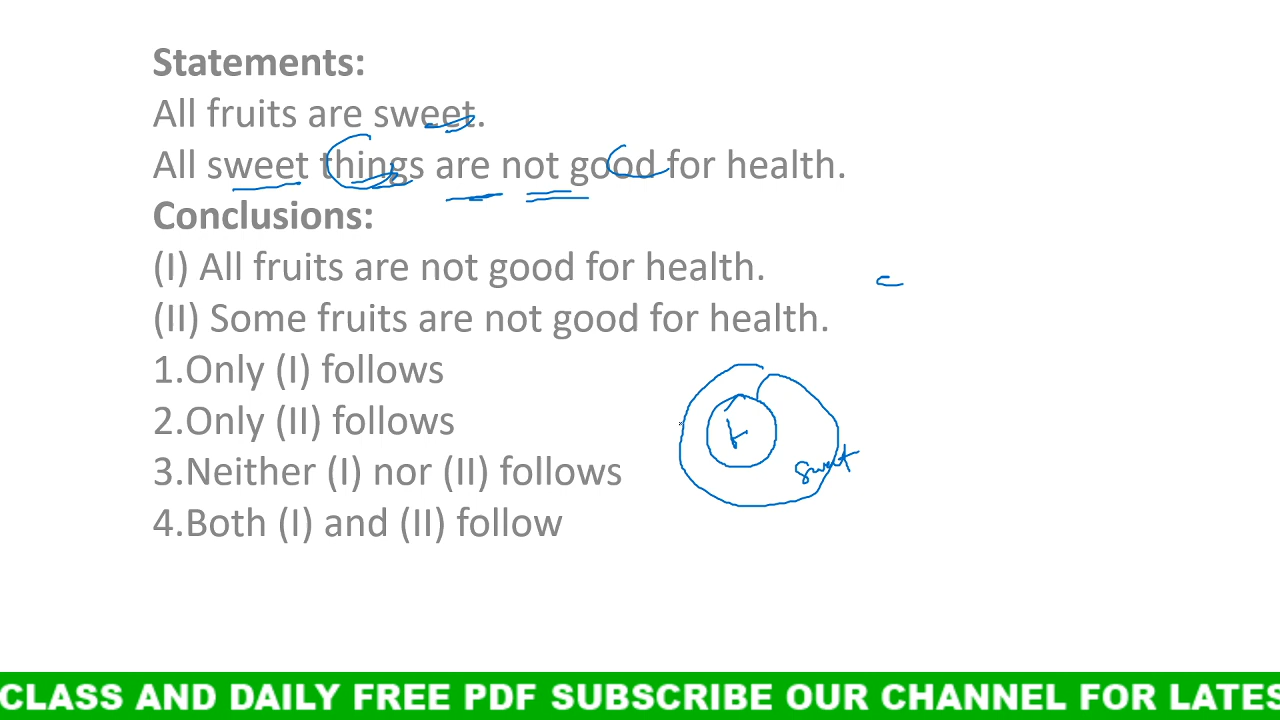 Statements:
All fruits are sweet.
All sweet things are not good for health.
Conclusions:
(I) All fruits are not good for health.
(II) Some fruits are not good for health.
1.Only (I) follows
2.Only (II) follows
3.Neither (I) nor (II) follows
4.Both (I) and (II) follow
sweet
CLASS AND DAILY FREE PDF SUBSCRIBE OUR CHANNEL FOR LATES